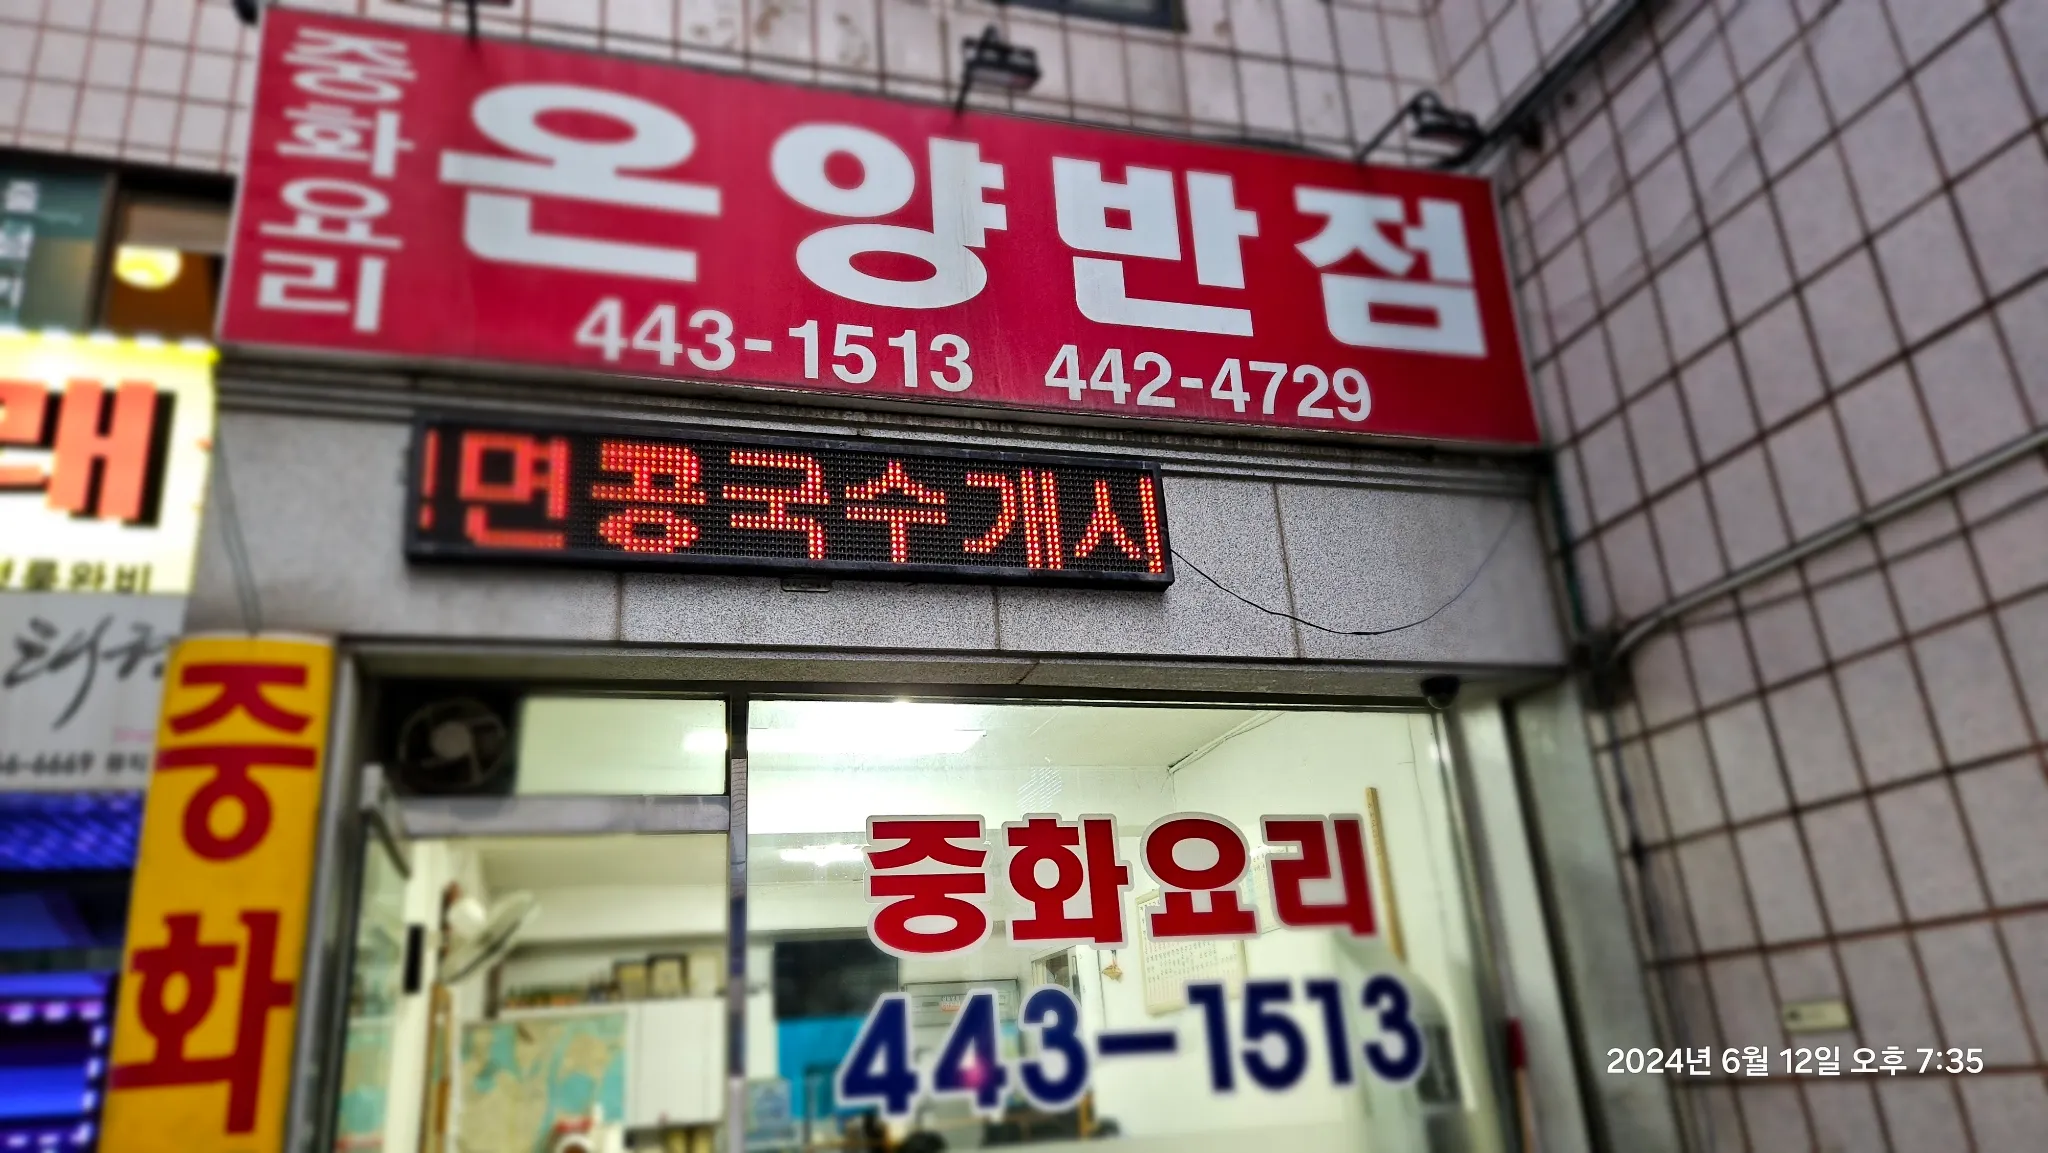 중화요리
온양반점
443-1513 442-4729
면콩국수개시
래
중화
중화요리
443-1513
2024년 6월 12일 오후 7:35